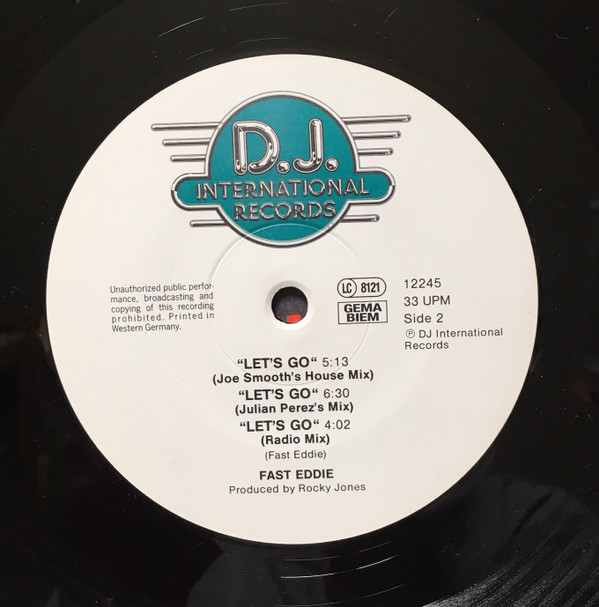 D.J.
INTERNATIONAL
RECORDS
Unauthorized public perfor-
mance, broadcasting and
copying of this recording
prohibited. Printed in
Western Germany.
LC 8121
GEMA
BIEM
12245
33 UPM
Side 2
℗ DJ International
Records
“LET'S GO“ 5:13
(Joe Smooth's House Mix)
“LET'S GO“ 6:30
(Julian Perez's Mix)
“LET'S GO“ 4:02
(Radio Mix)
(Fast Eddie)
FAST EDDIE
Produced by Rocky Jones